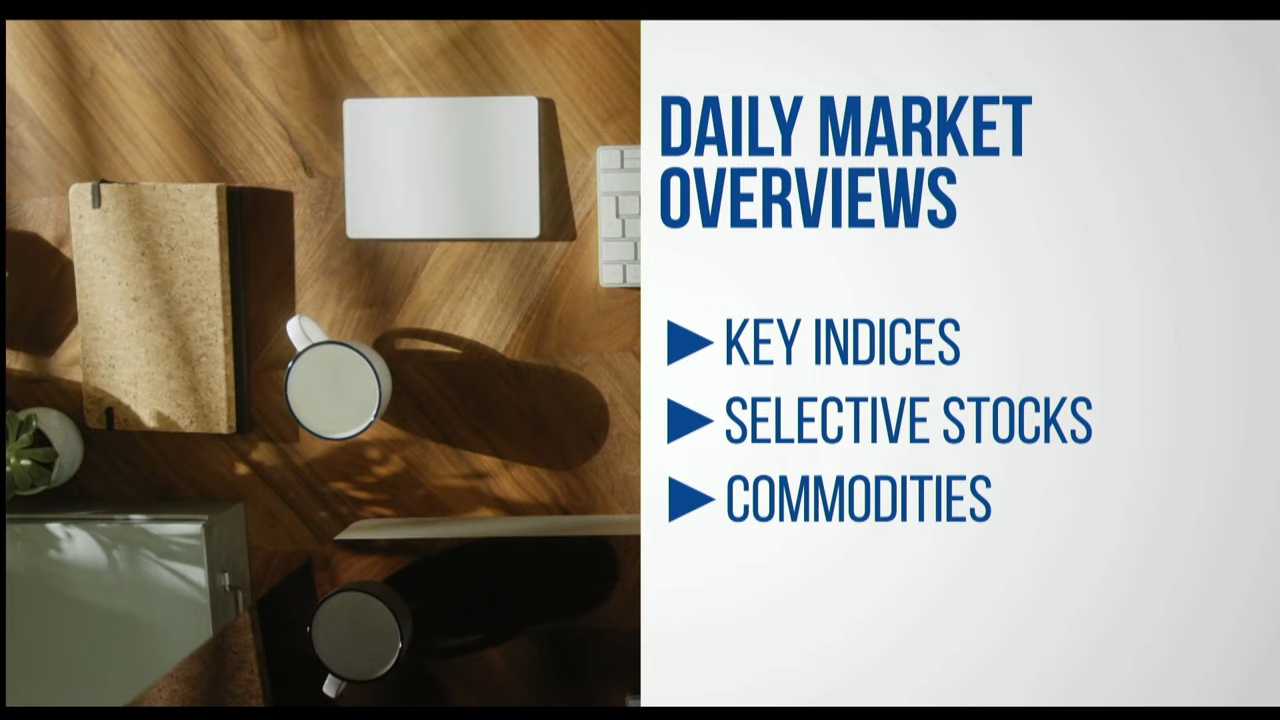 DAILY MARKET
OVERVIEWS
KEY INDICES
SELECTIVE STOCKS
COMMODITIES